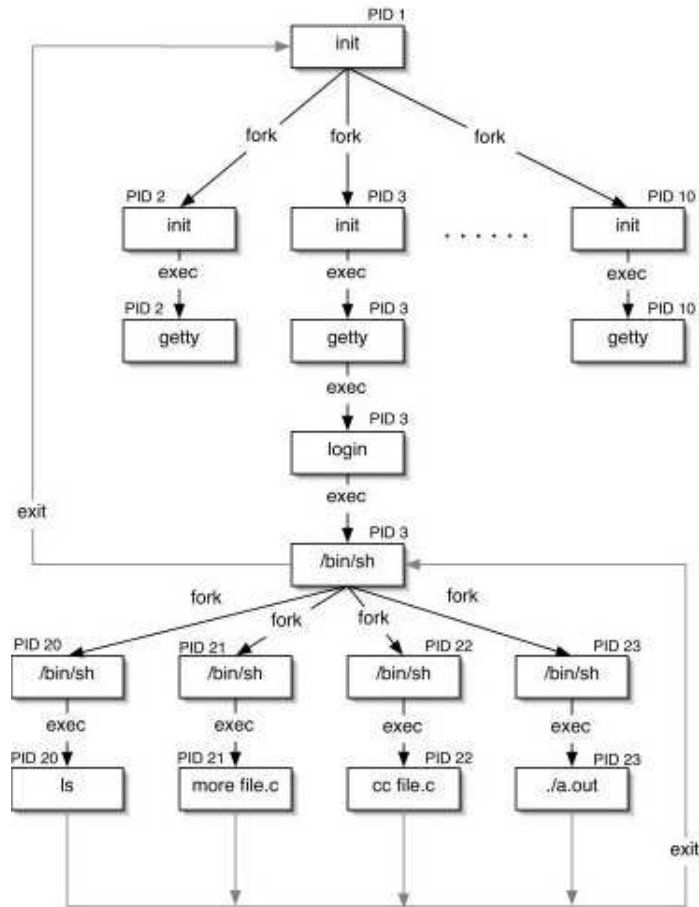 PID 1
init
fork fork fork
PID 2 PID 3 PID 10
init init init
exec exec exec
PID 2 PID 3 PID 10
getty getty getty
exec
PID 3
login
exec
exit
PID 3
/bin/sh
fork fork fork fork
PID 20 PID 21 PID 22 PID 23
/bin/sh /bin/sh /bin/sh /bin/sh
exec exec exec exec
PID 20 PID 21 PID 22 PID 23
ls more file.c cc file.c ./a.out
exit